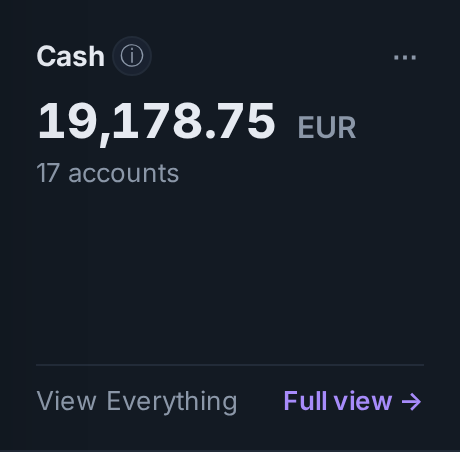 Cash ⓘ ...
19,178.75 EUR
17 accounts
View Everything Full view →